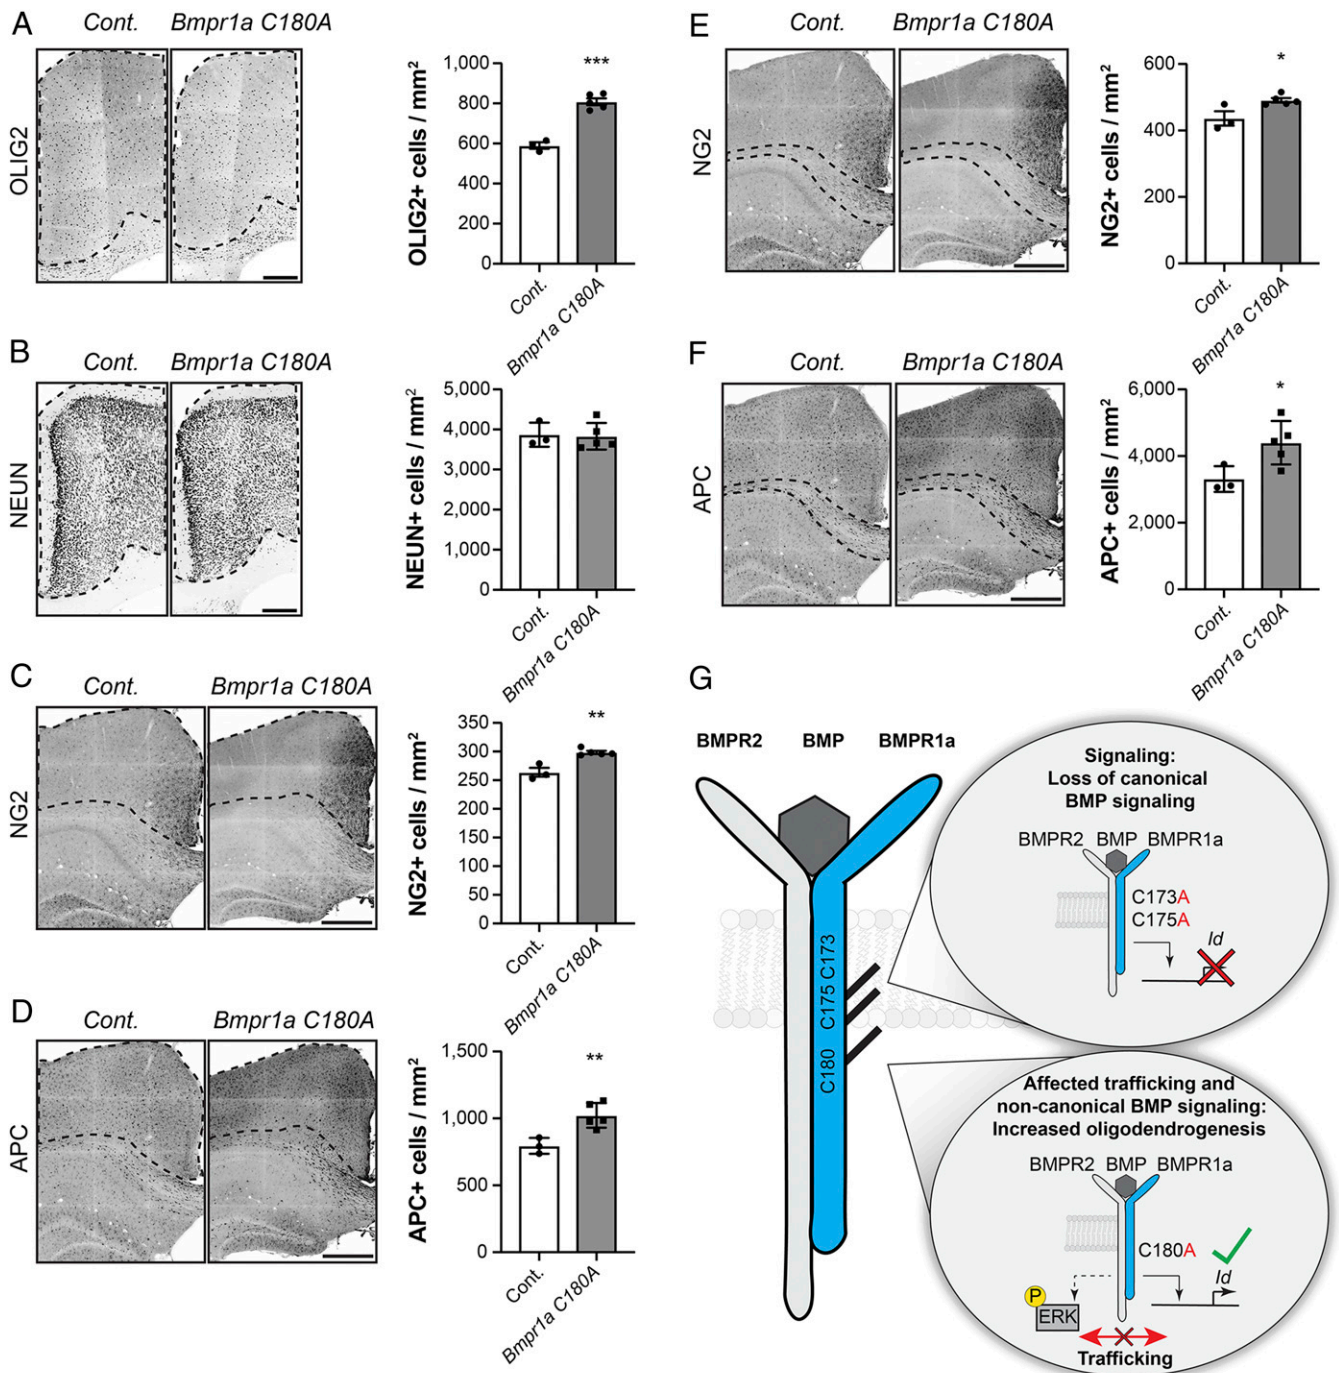 A
Cont.
Bmpr1a C180A
OLIG2
OLIG2+ cells / mm²
1,000
800
600
400
200
0
***
Cont.
Bmpr1a C180A
B
Cont.
Bmpr1a C180A
NEUN
NEUN+ cells / mm²
5,000
4,000
3,000
2,000
1,000
0
Cont.
Bmpr1a C180A
C
Cont.
Bmpr1a C180A
NG2
NG2+ cells / mm²
350
300
250
200
150
100
50
0
**
Cont.
Bmpr1a C180A
D
Cont.
Bmpr1a C180A
APC
APC+ cells / mm²
1,500
1,000
500
0
**
Cont.
Bmpr1a C180A
E
Cont.
Bmpr1a C180A
NG2
NG2+ cells / mm²
600
400
200
0
*
Cont.
Bmpr1a C180A
F
Cont.
Bmpr1a C180A
APC
APC+ cells / mm²
6,000
4,000
2,000
0
*
Cont.
Bmpr1a C180A
G
BMPR2
BMP
BMPR1a
C180 C175 C173
Signaling:
Loss of canonical
BMP signaling
BMPR2 BMP BMPR1a
C173A
C175A
Id
Affected trafficking and
non-canonical BMP signaling:
Increased oligodendrogenesis
BMPR2 BMP BMPR1a
C180A
Id
P
ERK
Trafficking